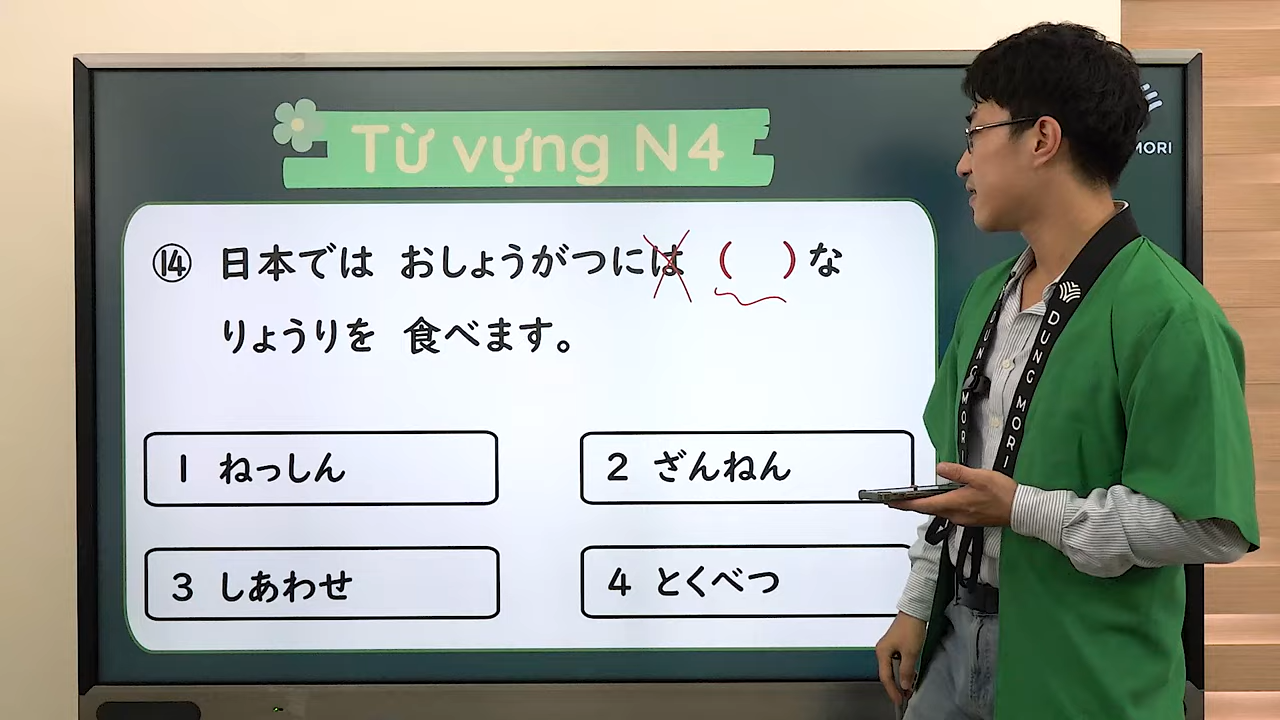 Từ vựng N4
MORI
⑭ 日本では おしょうがつには ( )な
りょうりを 食べます。
1 ねっしん
2 ざんねん
3 しあわせ
4 とくべつ
DUNG MORI
DUNG MORI